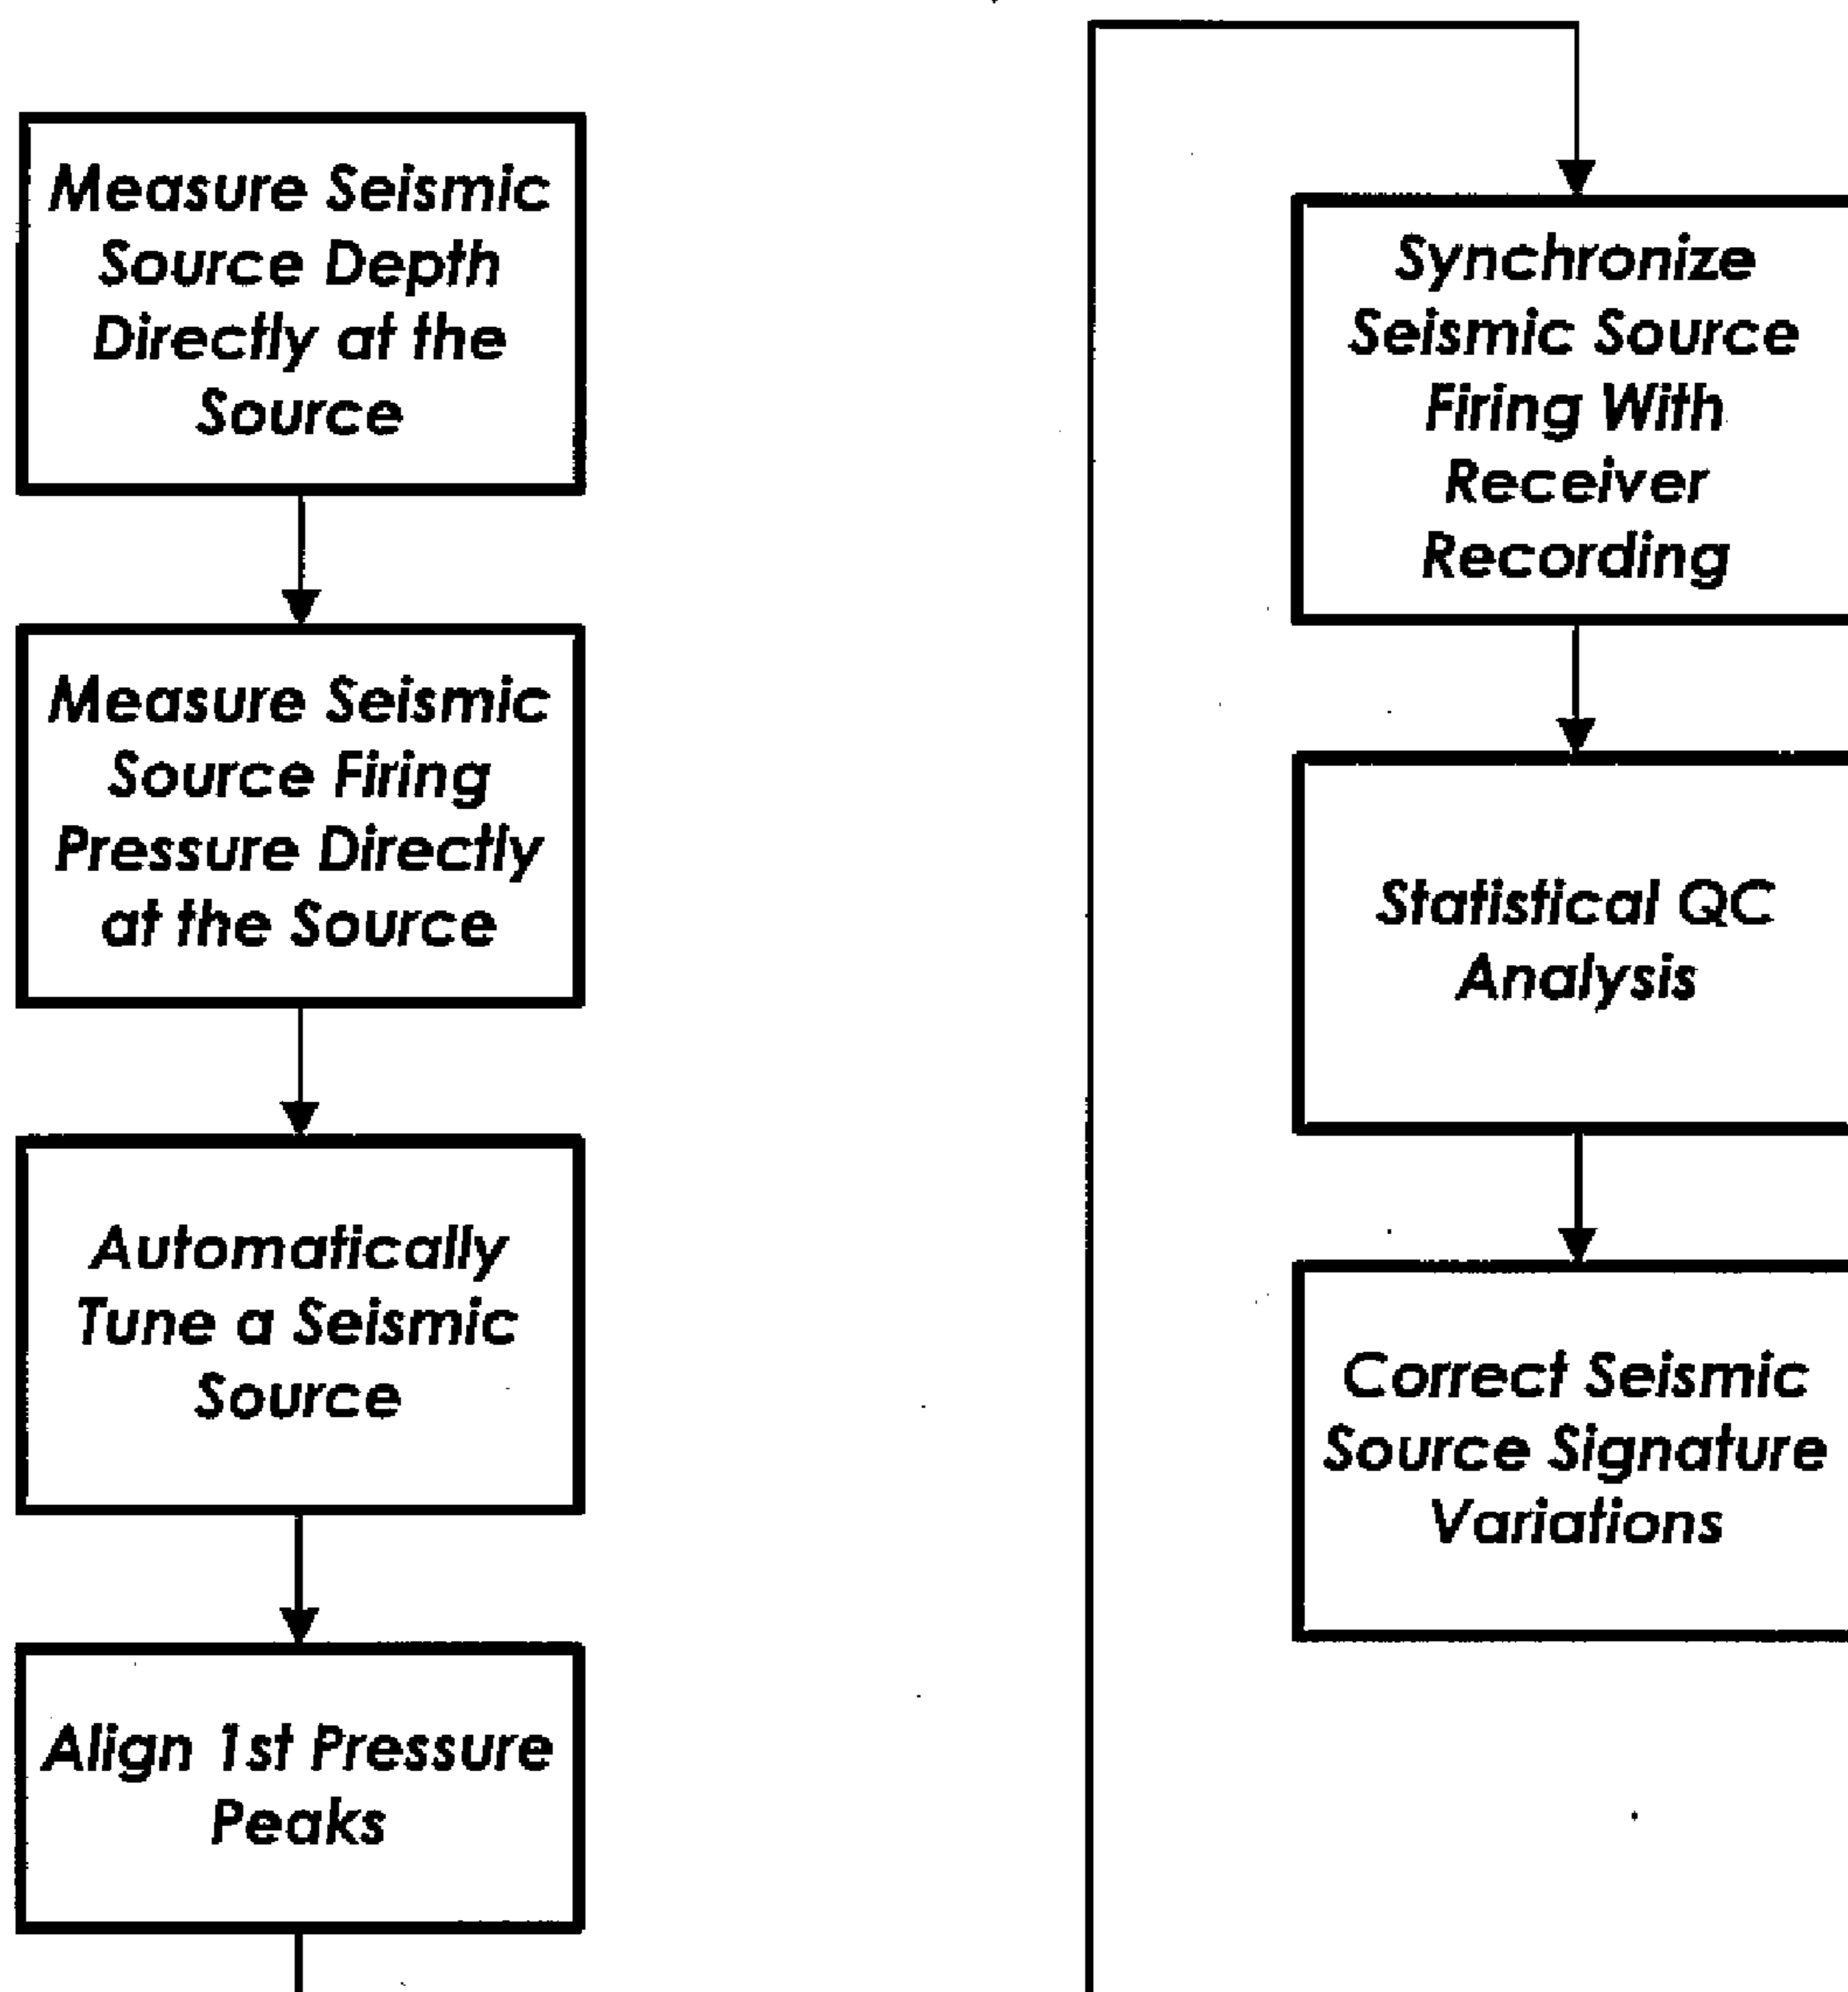 Measure Seismic
Source Depth
Directly at the
Source
Measure Seismic
Source Firing
Pressure Directly
at the Source
Automatically
Tune a Seismic
Source
Align 1st Pressure
Peaks
Synchronize
Seismic Source
Firing With
Receiver
Recording
Statistical QC
Analysis
Correct Seismic
Source Signature
Variations